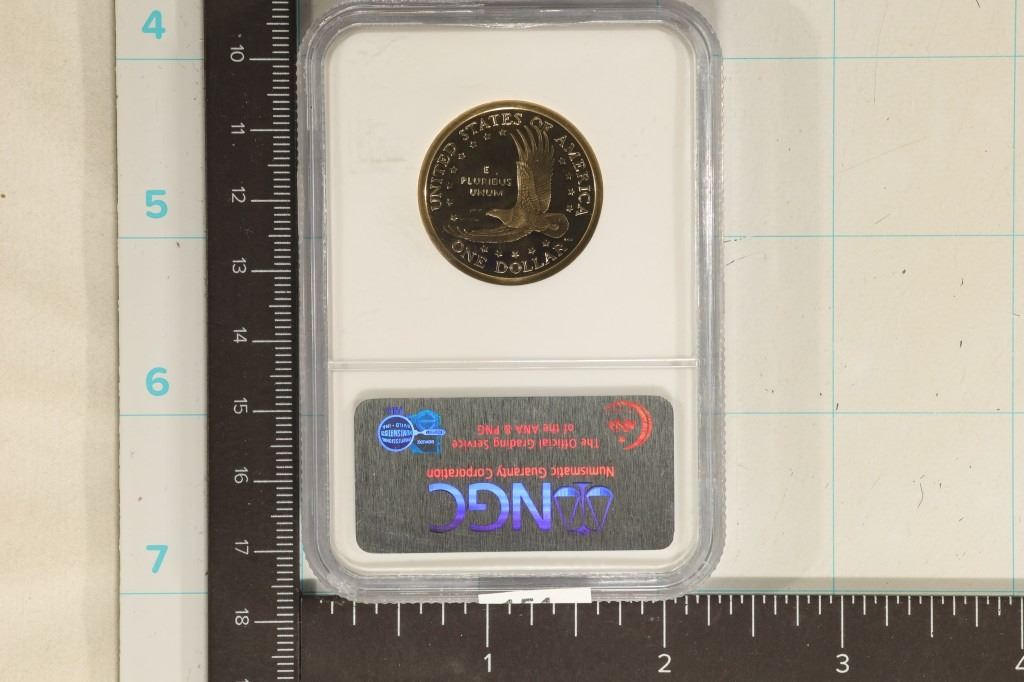 4
5
6
7
10
11
12
13
14
15
16
17
18
UNITED STATES OF AMERICA
E
PLURIBUS
UNUM
ONE DOLLAR
NGC
Numismatic Guaranty Corporation
The Official Grading Service
of the ANA & PNG
1
2
3
4